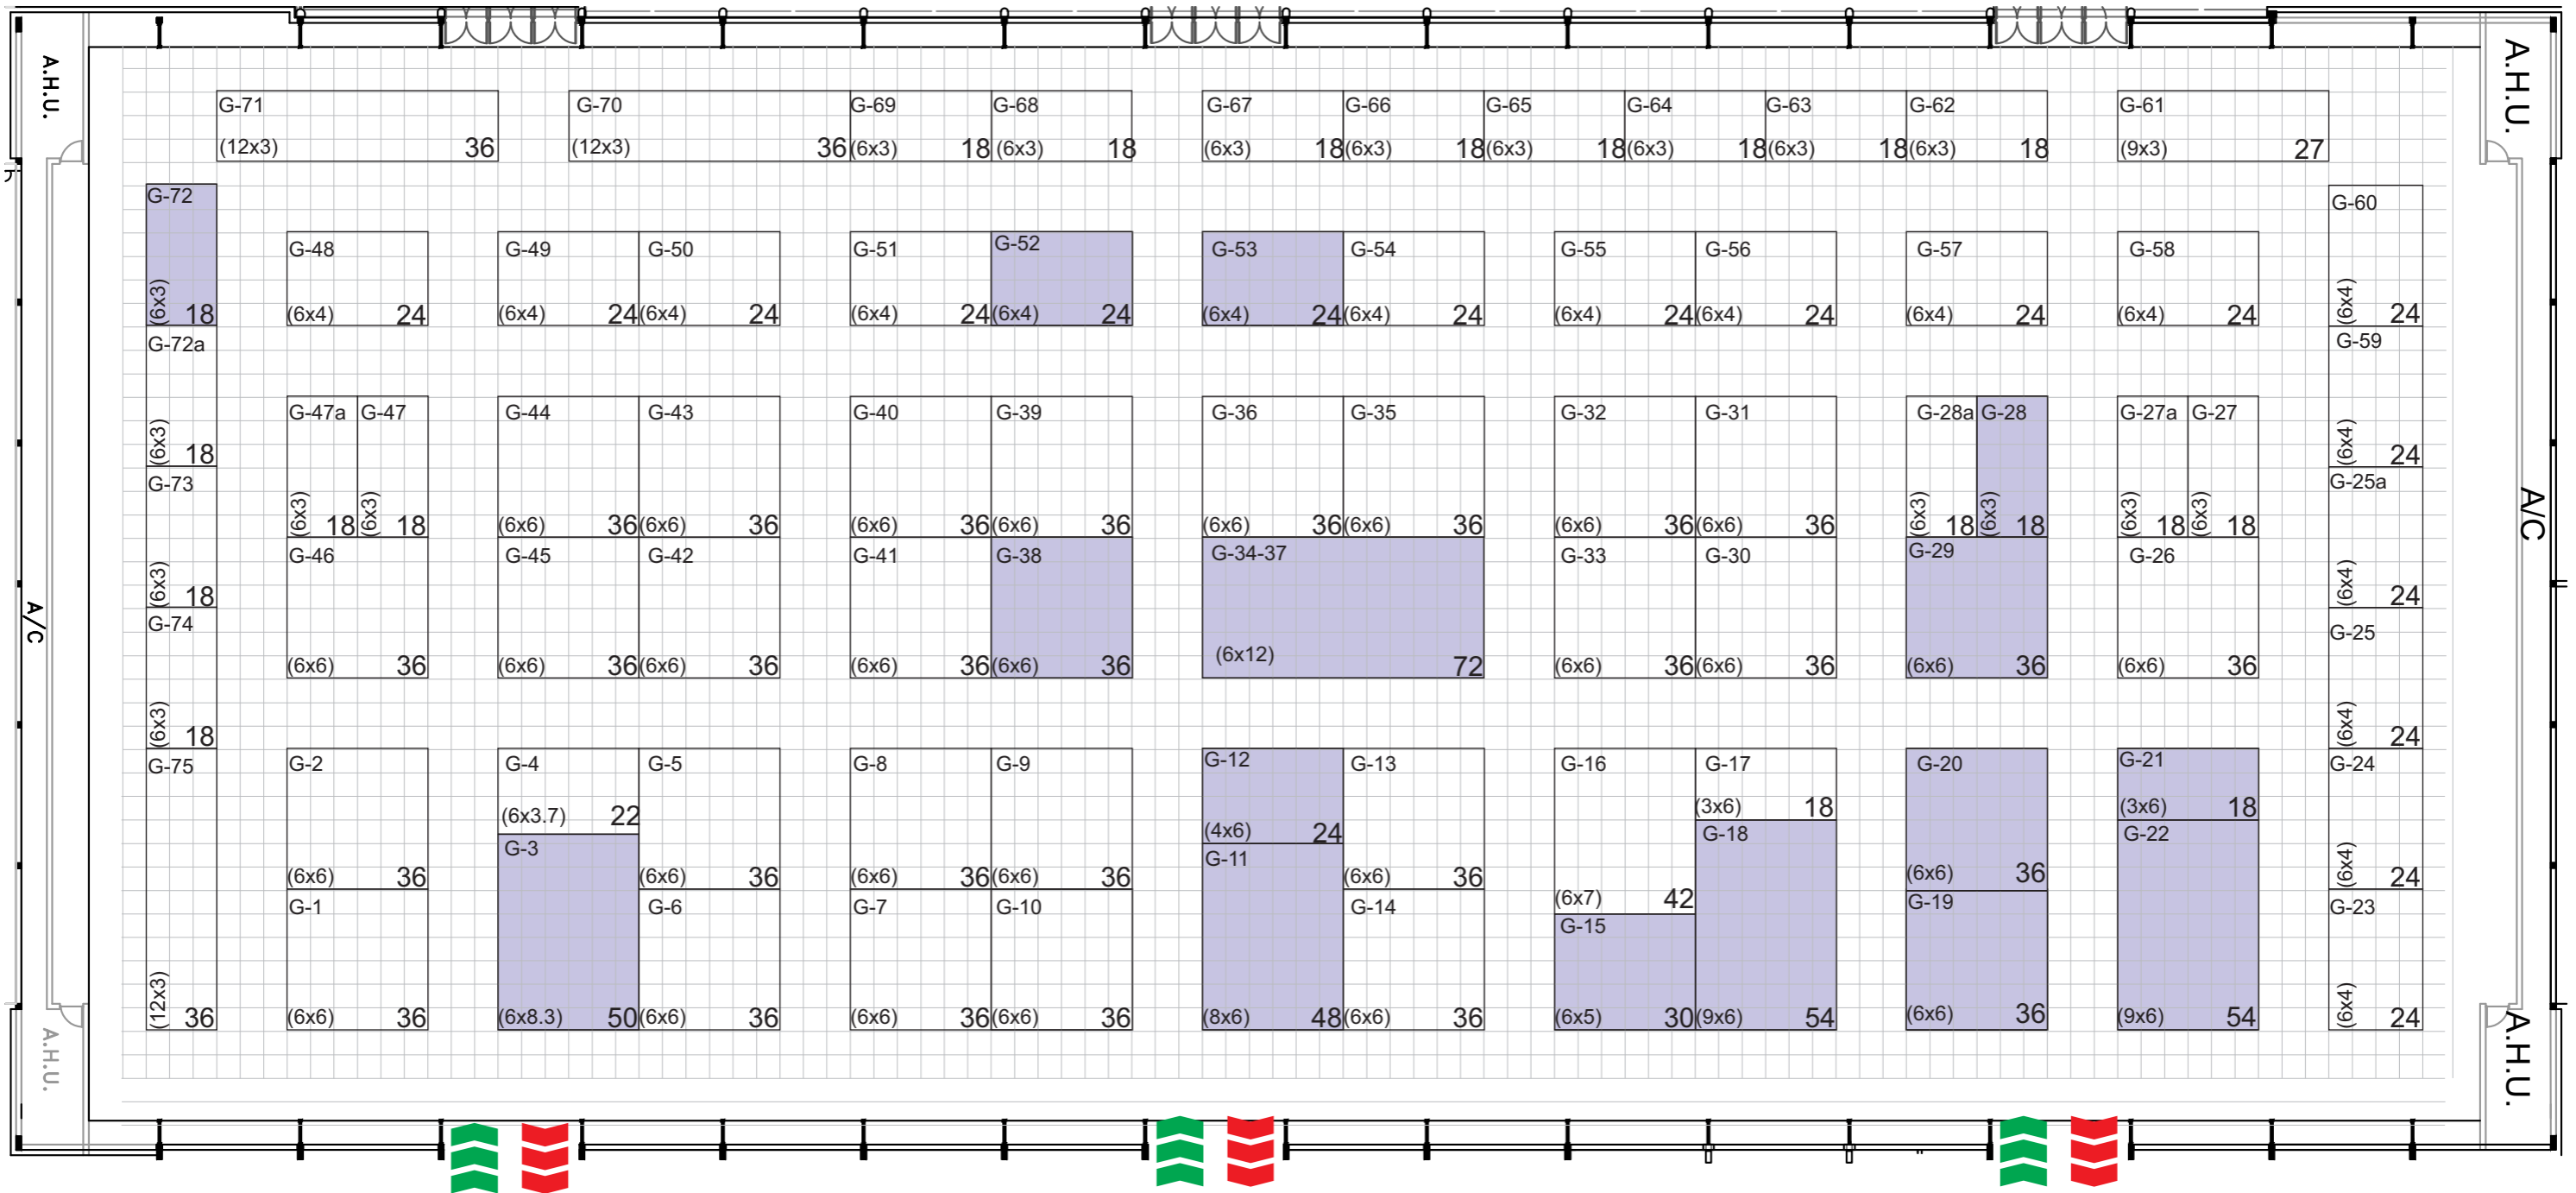 A.H.U.
A.H.U.
G-71
(12x3) 36
G-70
(12x3) 36
G-69
(6x3) 18
G-68
(6x3) 18
G-67
(6x3) 18
G-66
(6x3) 18
G-65
(6x3) 18
G-64
(6x3) 18
G-63
(6x3) 18
G-62
(6x3) 18
G-61
(9x3) 27
G-72
(6x3) 18
G-48
(6x4) 24
G-49
(6x4) 24
G-50
(6x4) 24
G-51
(6x4) 24
G-52
(6x4) 24
G-53
(6x4) 24
G-54
(6x4) 24
G-55
(6x4) 24
G-56
(6x4) 24
G-57
(6x4) 24
G-58
(6x4) 24
G-60
(6x4) 24
G-72a
(6x3) 18
G-59
(6x4) 24
G-47a
(6x3) 18
G-47
(6x3) 18
G-44
(6x6) 36
G-43
(6x6) 36
G-40
(6x6) 36
G-39
(6x6) 36
G-36
(6x6) 36
G-35
(6x6) 36
G-32
(6x6) 36
G-31
(6x6) 36
G-28a
(6x3) 18
G-28
(6x3) 18
G-27a
(6x3) 18
G-27
(6x3) 18
G-73
(6x3) 18
G-25a
(6x4) 24
A/C
A/C
G-46
(6x6) 36
G-45
(6x6) 36
G-42
(6x6) 36
G-41
(6x6) 36
G-38
(6x6) 36
G-34-37
(6x12) 72
G-33
(6x6) 36
G-30
(6x6) 36
G-29
(6x6) 36
G-26
(6x6) 36
G-74
(6x3) 18
G-25
(6x4) 24
G-75
(12x3) 36
G-2
(6x6) 36
G-4
(6x3.7) 22
G-5
(6x6) 36
G-8
(6x6) 36
G-9
(6x6) 36
G-12
(4x6) 24
G-13
(6x6) 36
G-16
(6x7) 42
G-17
(3x6) 18
G-20
(6x6) 36
G-21
(3x6) 18
G-24
(6x4) 24
G-1
(6x6) 36
G-3
(6x8.3) 50
G-6
(6x6) 36
G-7
(6x6) 36
G-10
(6x6) 36
G-11
(8x6) 48
G-14
(6x6) 36
G-15
(6x5) 30
G-18
(9x6) 54
G-19
(6x6) 36
G-22
(9x6) 54
G-23
(6x4) 24
A.H.U.
A.H.U.